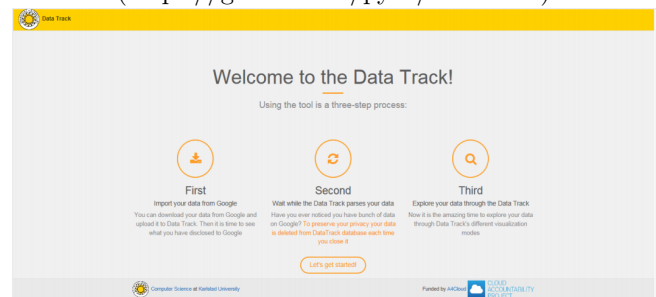 Data Track
Welcome to the Data Track!
Using the tool is a three-step process:
First
Import your data from Google
You can download your data from Google and
upload it to Data Track. Then it is time to see
what you have disclosed to Google
Second
Wait while the Data Track parses your data
Have you ever noticed you have bunch of data
on Google? To preserve your privacy your data
is deleted from DataTrack database each time
you close it
Third
Explore your data through the Data Track
Now it is the amazing time to explore your data
through Data Track's different visualization
modes
Let's get started!
Computer Science at Karlstad University
Funded by A4Cloud
CLOUD
ACCOUNTABILITY
PROJECT